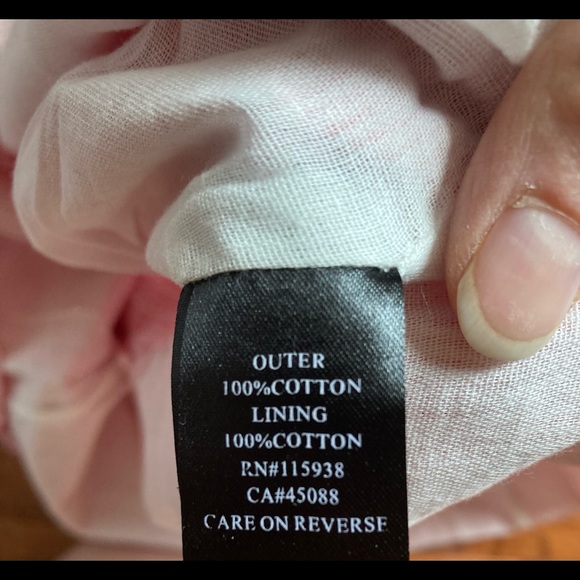 OUTER
100%COTTON
LINING
100%COTTON
RN#115938
CA#45088
CARE ON REVERSE